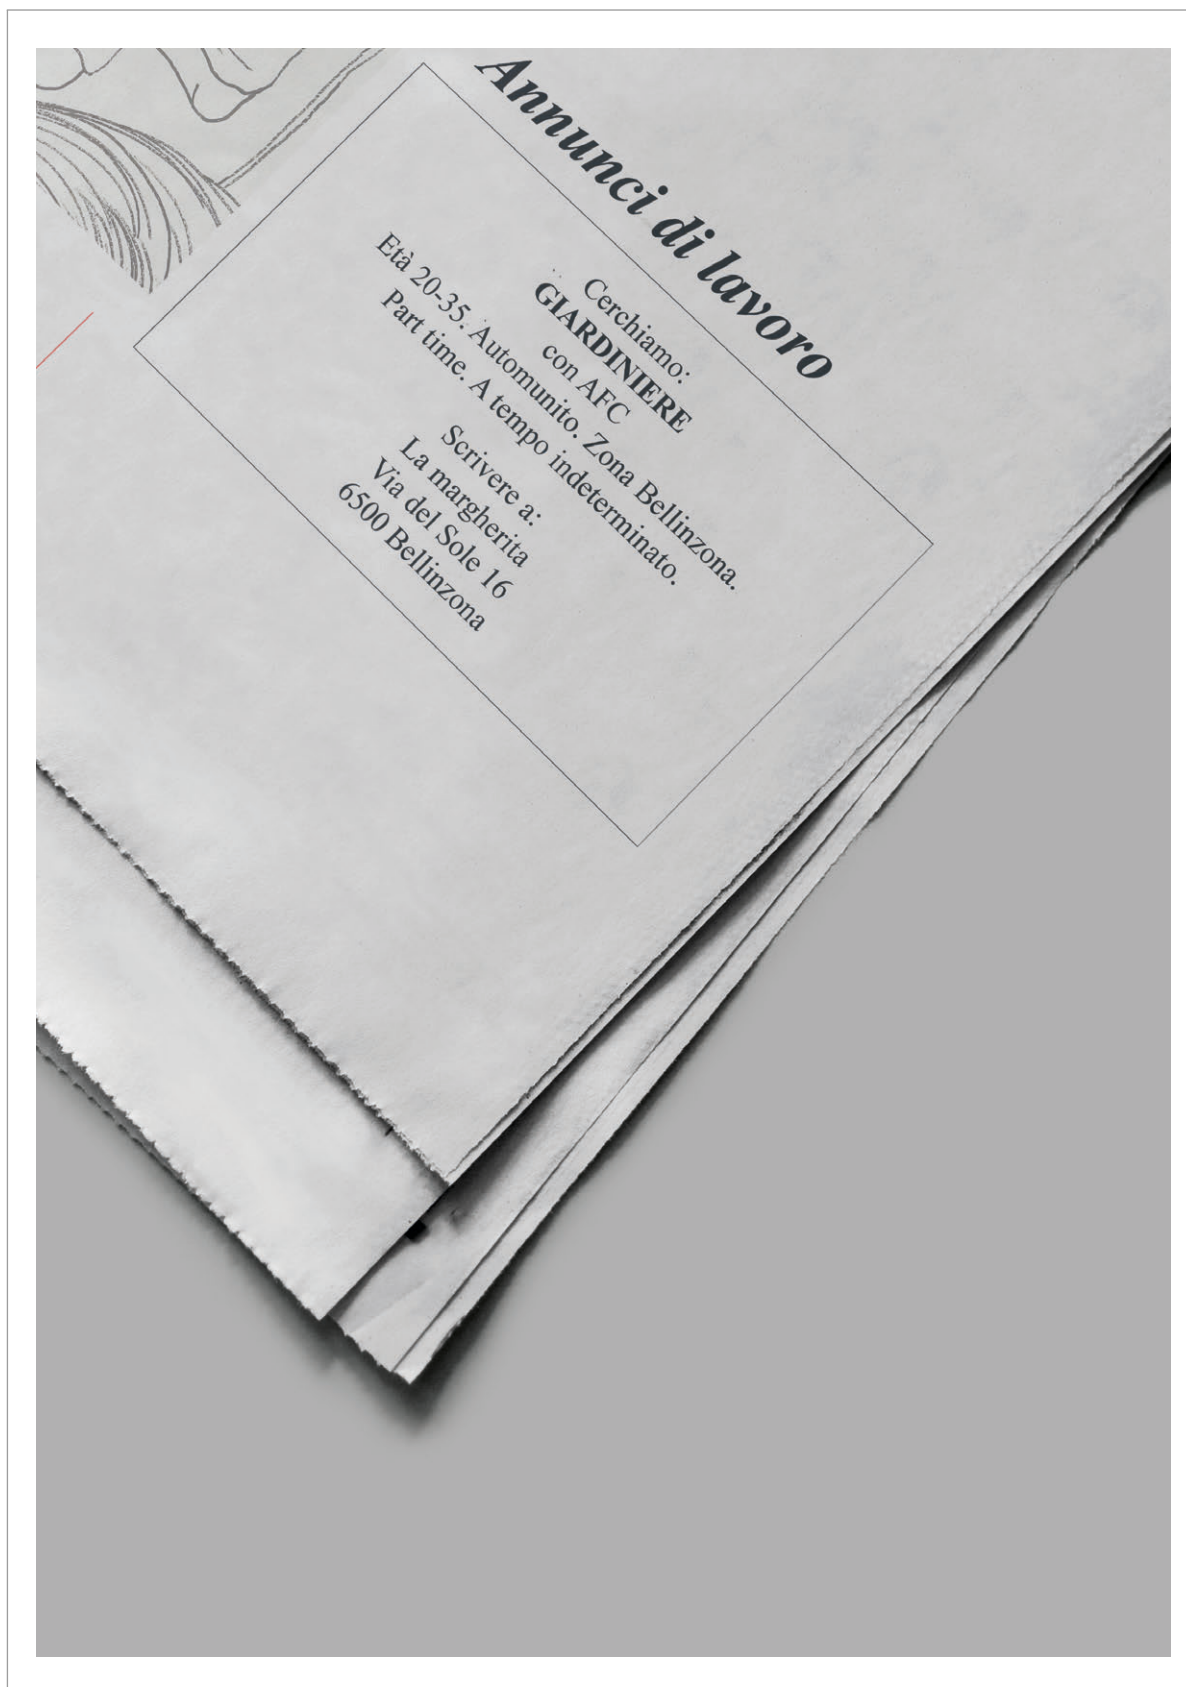 Annunci di lavoro
Cerchiamo:
GIARDINIERE
con AFC
Età 20-35. Automunito. Zona Bellinzona.
Part time. A tempo indeterminato.
Scrivere a:
La margherita
Via del Sole 16
6500 Bellinzona